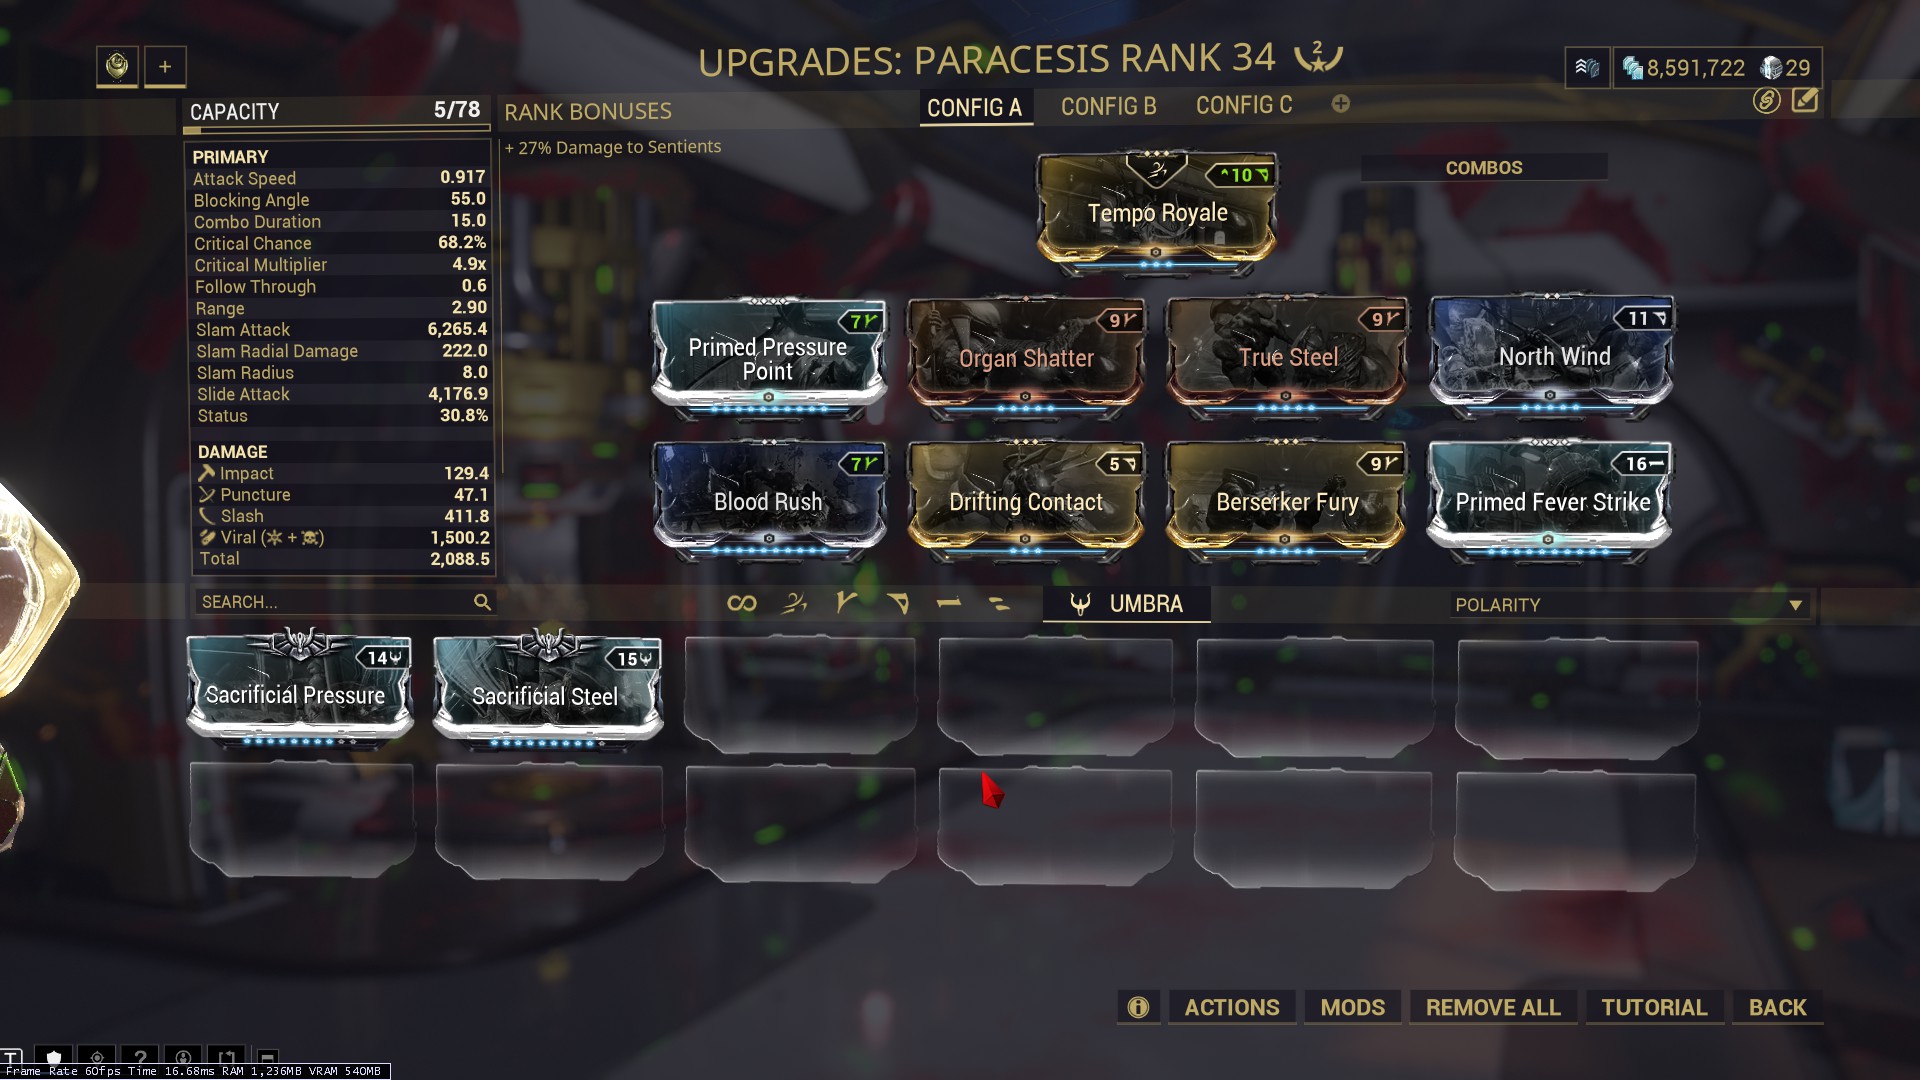 UPGRADES: PARACESIS RANK 34 2
+
8,591,722 29
CAPACITY 5/78
RANK BONUSES
+ 27% Damage to Sentients
CONFIG A CONFIG B CONFIG C
COMBOS
PRIMARY
Attack Speed 0.917
Blocking Angle 55.0
Combo Duration 15.0
Critical Chance 68.2%
Critical Multiplier 4.9x
Follow Through 0.6
Range 2.90
Slam Attack 6,265.4
Slam Radial Damage 222.0
Slam Radius 8.0
Slide Attack 4,176.9
Status 30.8%
DAMAGE
Impact 129.4
Puncture 47.1
Slash 411.8
Viral ( + ) 1,500.2
Total 2,088.5
10
Tempo Royale
7
Primed Pressure
Point
9
Organ Shatter
9
True Steel
11
North Wind
7
Blood Rush
5
Drifting Contact
9
Berserker Fury
16
Primed Fever Strike
SEARCH...
UMBRA
POLARITY
14
Sacrificial Pressure
15
Sacrificial Steel
ACTIONS MODS REMOVE ALL TUTORIAL BACK
T ?
Frame Rate 60fps Time 16.68ms RAM 1,236MB VRAM 540MB